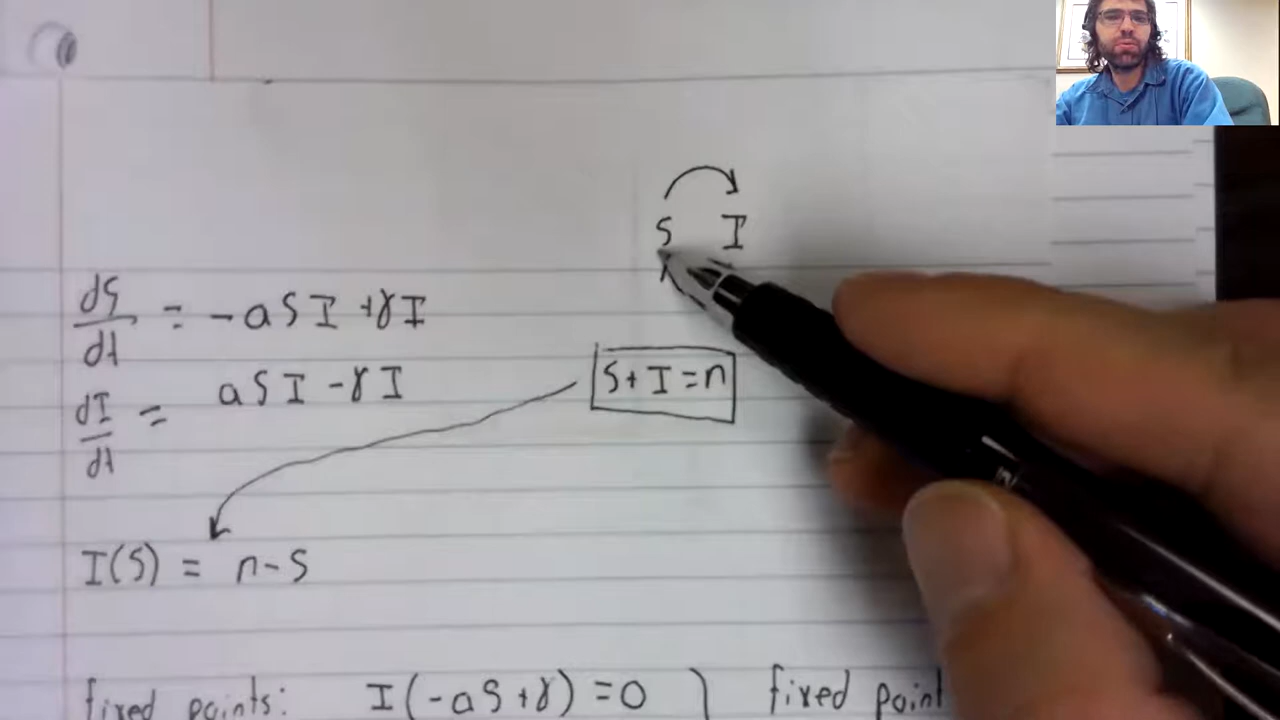 S I
dS/dt = -aSI +γI
dI/dt = aSI -γI
S+I=n
I(S) = n-S
fixed points: I(-aS+γ)=0 ) fixed point